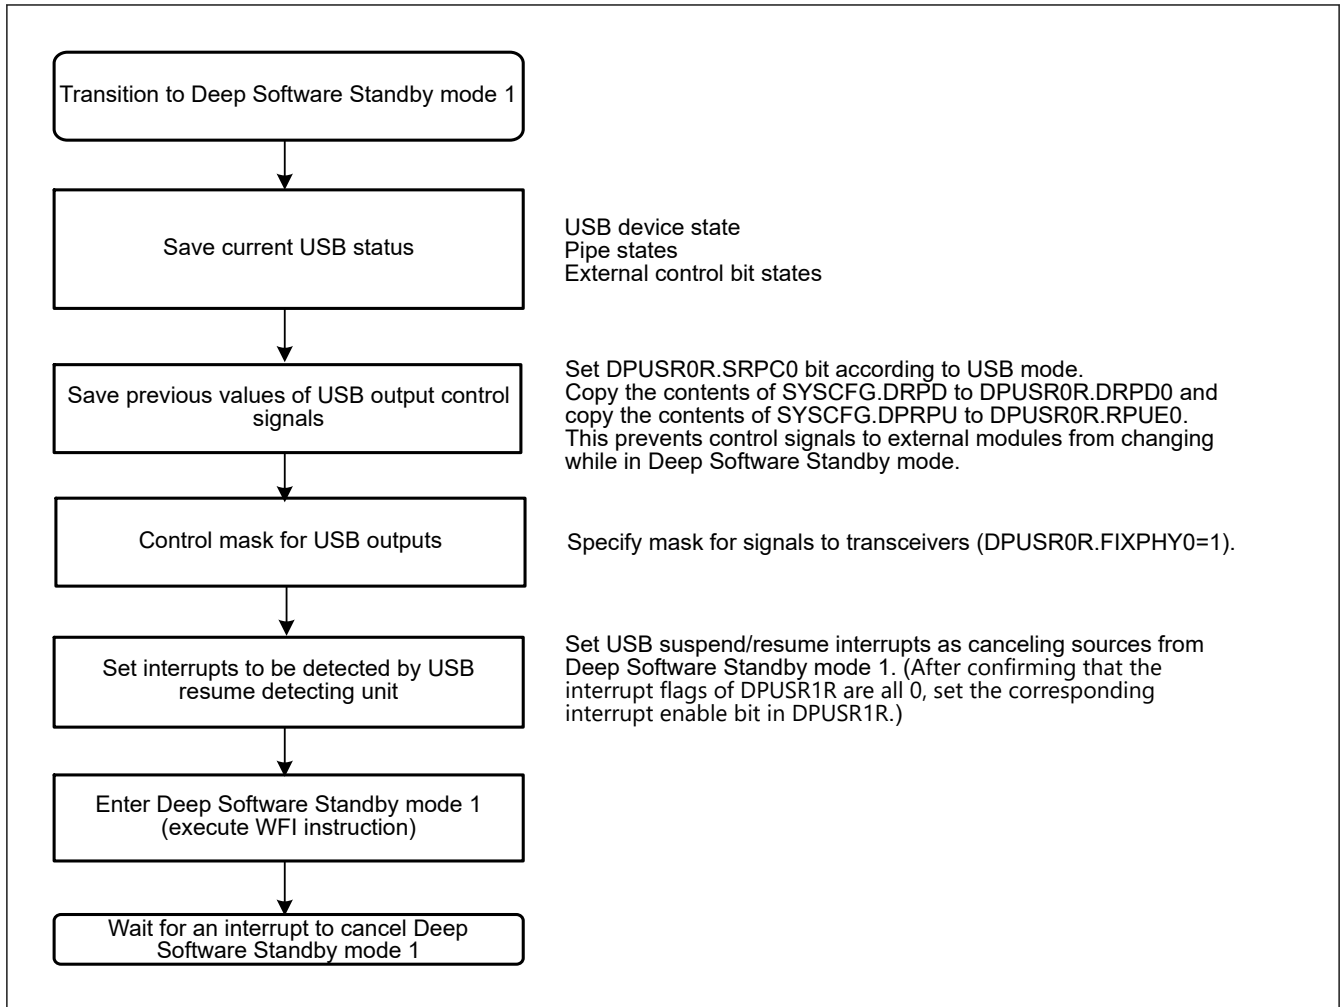 Transition to Deep Software Standby mode 1
Save current USB status
USB device state
Pipe states
External control bit states
Save previous values of USB output control
signals
Set DPUSR0R.SRPC0 bit according to USB mode.
Copy the contents of SYSCFG.DRPD to DPUSR0R.DRPD0 and
copy the contents of SYSCFG.DPRPU to DPUSR0R.RPUE0.
This prevents control signals to external modules from changing
while in Deep Software Standby mode.
Control mask for USB outputs
Specify mask for signals to transceivers (DPUSR0R.FIXPHY0=1).
Set interrupts to be detected by USB
resume detecting unit
Set USB suspend/resume interrupts as canceling sources from
Deep Software Standby mode 1. (After confirming that the
interrupt flags of DPUSR1R are all 0, set the corresponding
interrupt enable bit in DPUSR1R.)
Enter Deep Software Standby mode 1
(execute WFI instruction)
Wait for an interrupt to cancel Deep
Software Standby mode 1